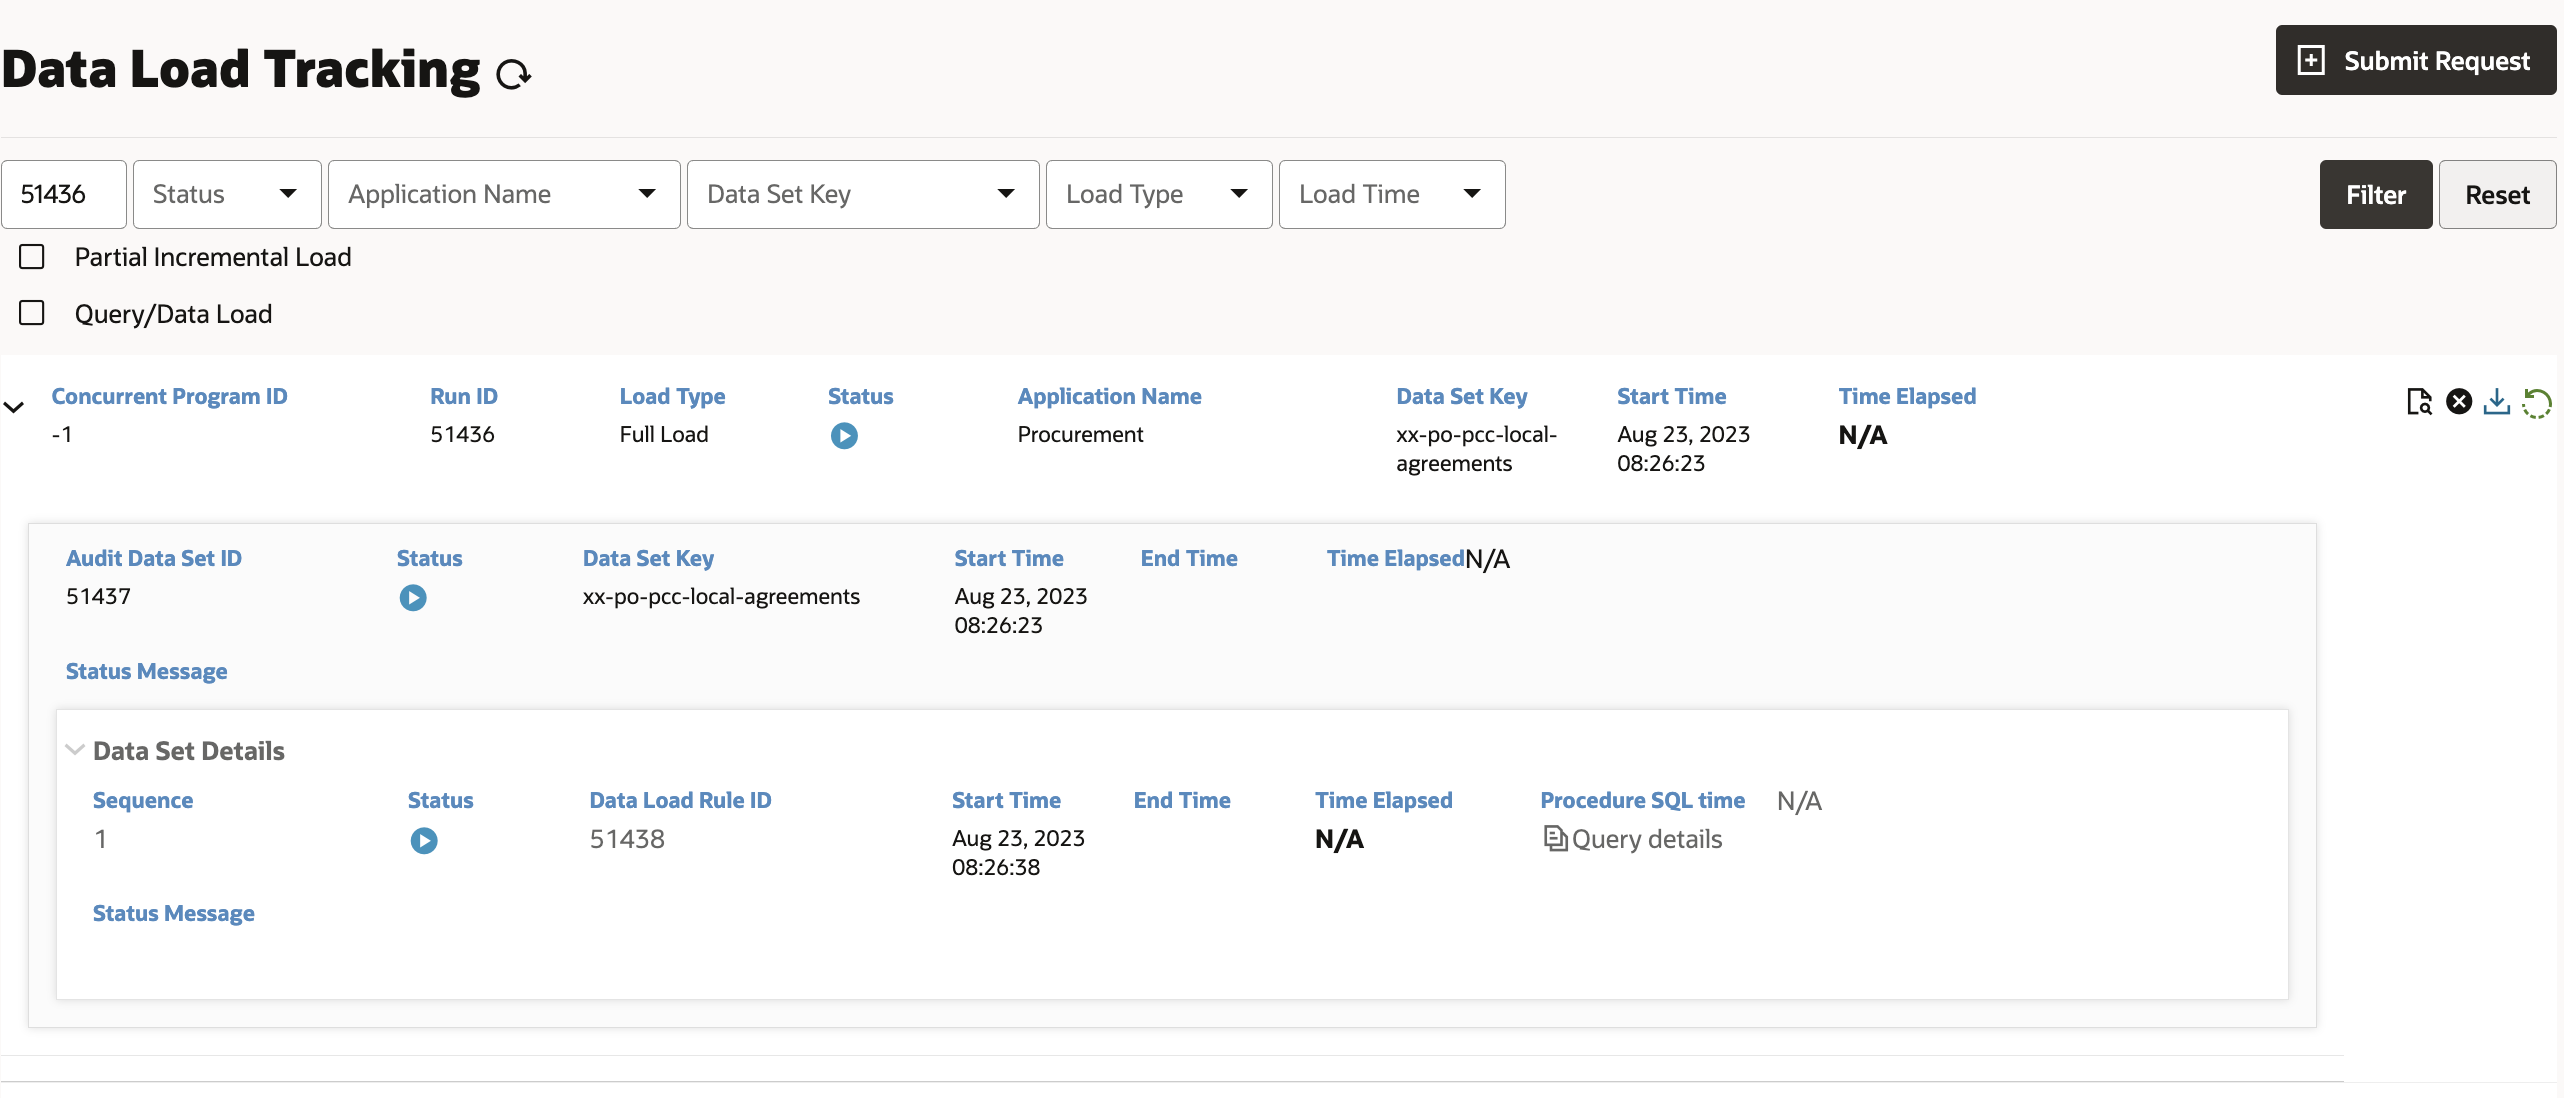 Data Load Tracking
Submit Request
51436 Status Application Name Data Set Key Load Type Load Time Filter Reset
Partial Incremental Load
Query/Data Load
Concurrent Program ID Run ID Load Type Status Application Name Data Set Key Start Time Time Elapsed
-1 51436 Full Load Procurement xx-po-pcc-local- Aug 23, 2023 N/A
agreements 08:26:23
Audit Data Set ID Status Data Set Key Start Time End Time Time ElapsedN/A
51437 xx-po-pcc-local-agreements Aug 23, 2023
08:26:23
Status Message
Data Set Details
Sequence Status Data Load Rule ID Start Time End Time Time Elapsed Procedure SQL time N/A
1 51438 Aug 23, 2023 N/A Query details
08:26:38
Status Message